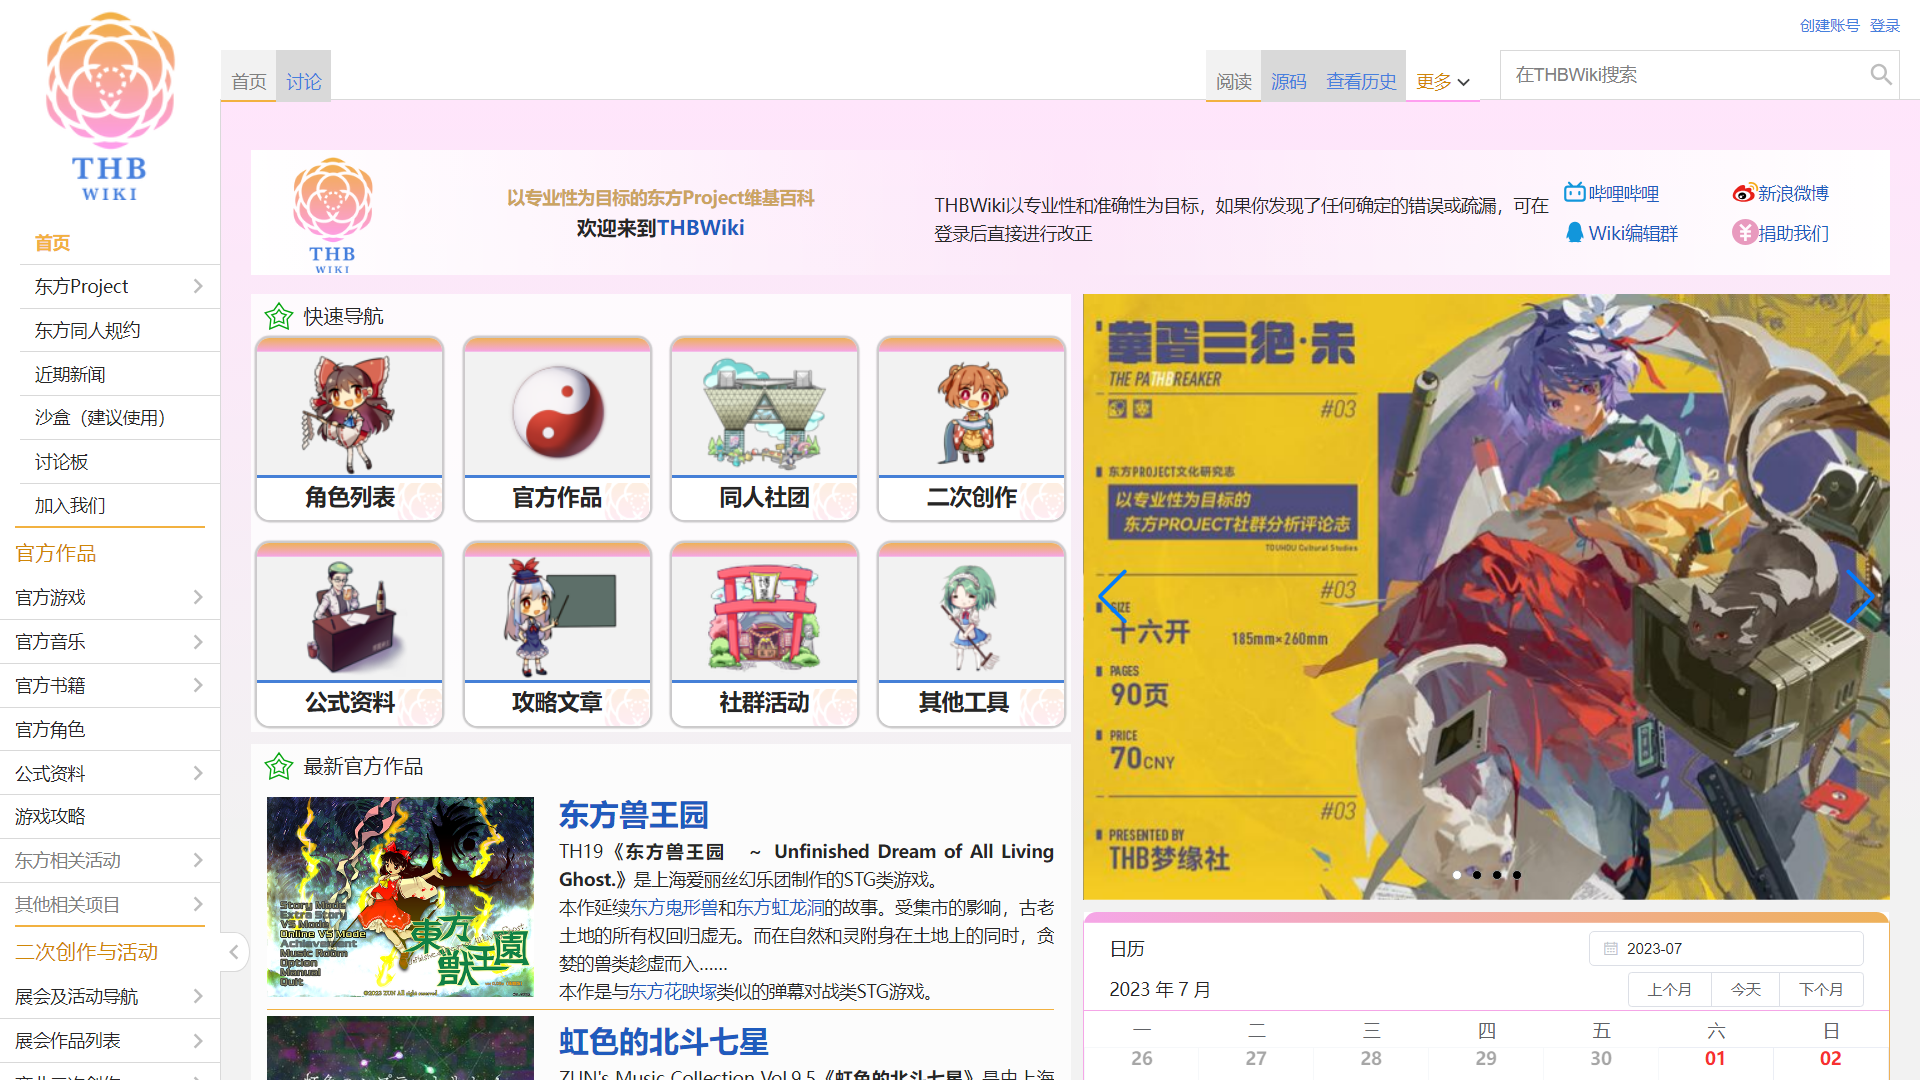 创建账号 登录
首页 讨论
阅读 源码 查看历史 更多
在THBWiki搜索
THB
WIKI
首页
东方Project
东方同人规约
近期新闻
沙盒（建议使用）
讨论板
加入我们
官方作品
官方游戏
官方音乐
官方书籍
官方角色
公式资料
游戏攻略
东方相关活动
其他相关项目
二次创作与活动
展会及活动导航
展会作品列表
THB
WIKI
以专业性为目标的东方Project维基百科
欢迎来到THBWiki
THBWiki以专业性和准确性为目标，如果你发现了任何确定的错误或疏漏，可在
登录后直接进行改正
哔哩哔哩 新浪微博
Wiki编辑群 捐助我们
快速导航
角色列表 官方作品 同人社团 二次创作
公式资料 攻略文章 社群活动 其他工具
最新官方作品
Story Mode
Extra Story
VS Mode
Online VS Mode
Achievement
Music Room
Option
Manual
Quit
東方
獸王園
东方兽王园
TH19《东方兽王园　~ Unfinished Dream of All Living
Ghost.》是上海爱丽丝幻乐团制作的STG类游戏。
本作延续东方鬼形兽和东方虹龙洞的故事。受集市的影响，古老
土地的所有权回归虚无。而在自然和灵附身在土地上的同时，贪
婪的兽类趁虚而入……
本作是与东方花映塚类似的弹幕对战类STG游戏。
虹色的北斗七星
ZUN's Music Collection Vol.9.5《虹色的北斗七星》是由上海
華胥三绝·未
THE PATHBREAKER
#03
东方PROJECT文化研究志
以专业性为目标的
东方PROJECT社群分析评论志
TOUHOU Cultural Studies
#03
SIZE
十六开 185mm×260mm
PAGES
90页
PRICE
70CNY
#03
PRESENTED BY
THB梦缘社
日历 2023-07
2023 年 7 月 上个月 今天 下个月
一 二 三 四 五 六 日
26 27 28 29 30 01 02